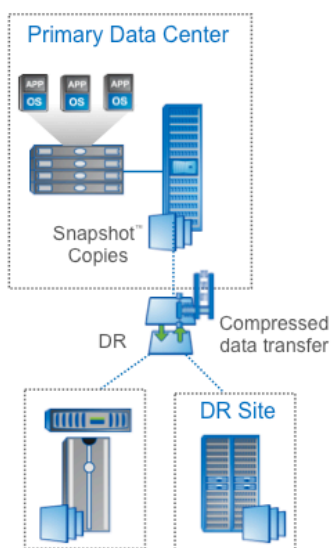 Primary Data Center
APP APP APP
OS OS OS
Snapshot™
Copies
DR
Compressed
data transfer
DR Site